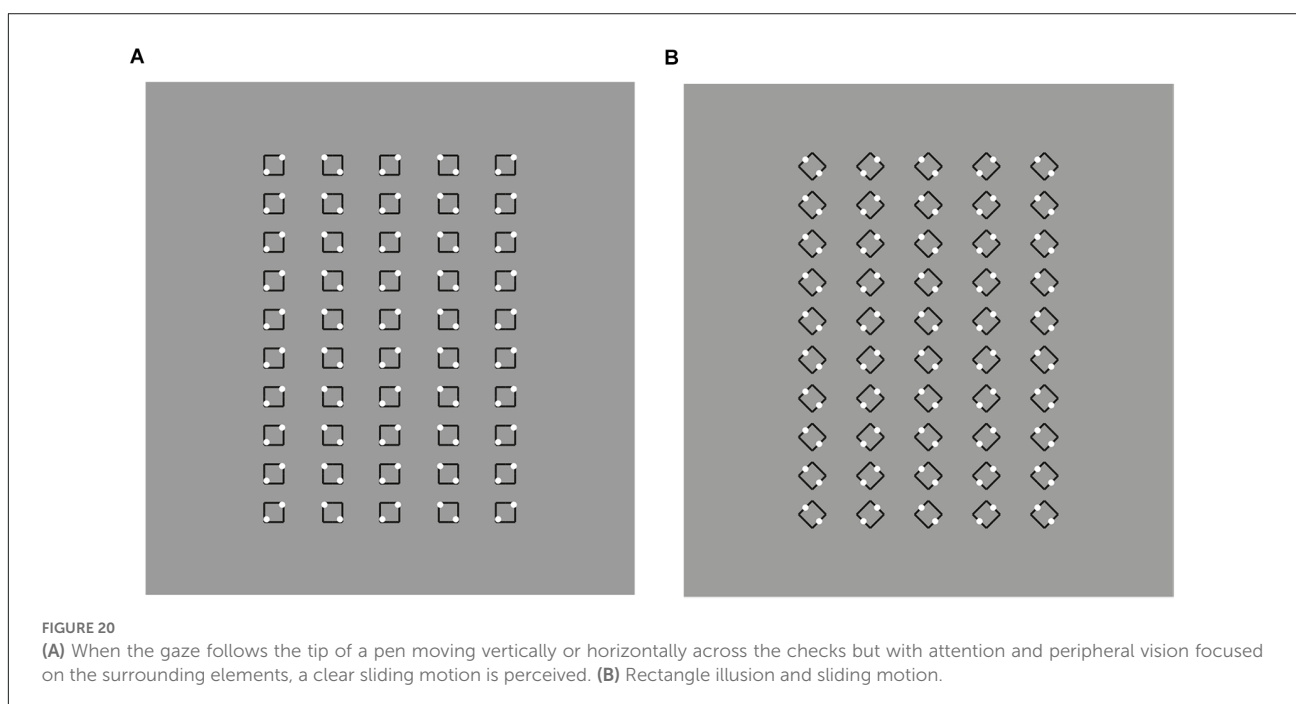 A
B
FIGURE 20
(A) When the gaze follows the tip of a pen moving vertically or horizontally across the checks but with attention and peripheral vision focused
on the surrounding elements, a clear sliding motion is perceived. (B) Rectangle illusion and sliding motion.